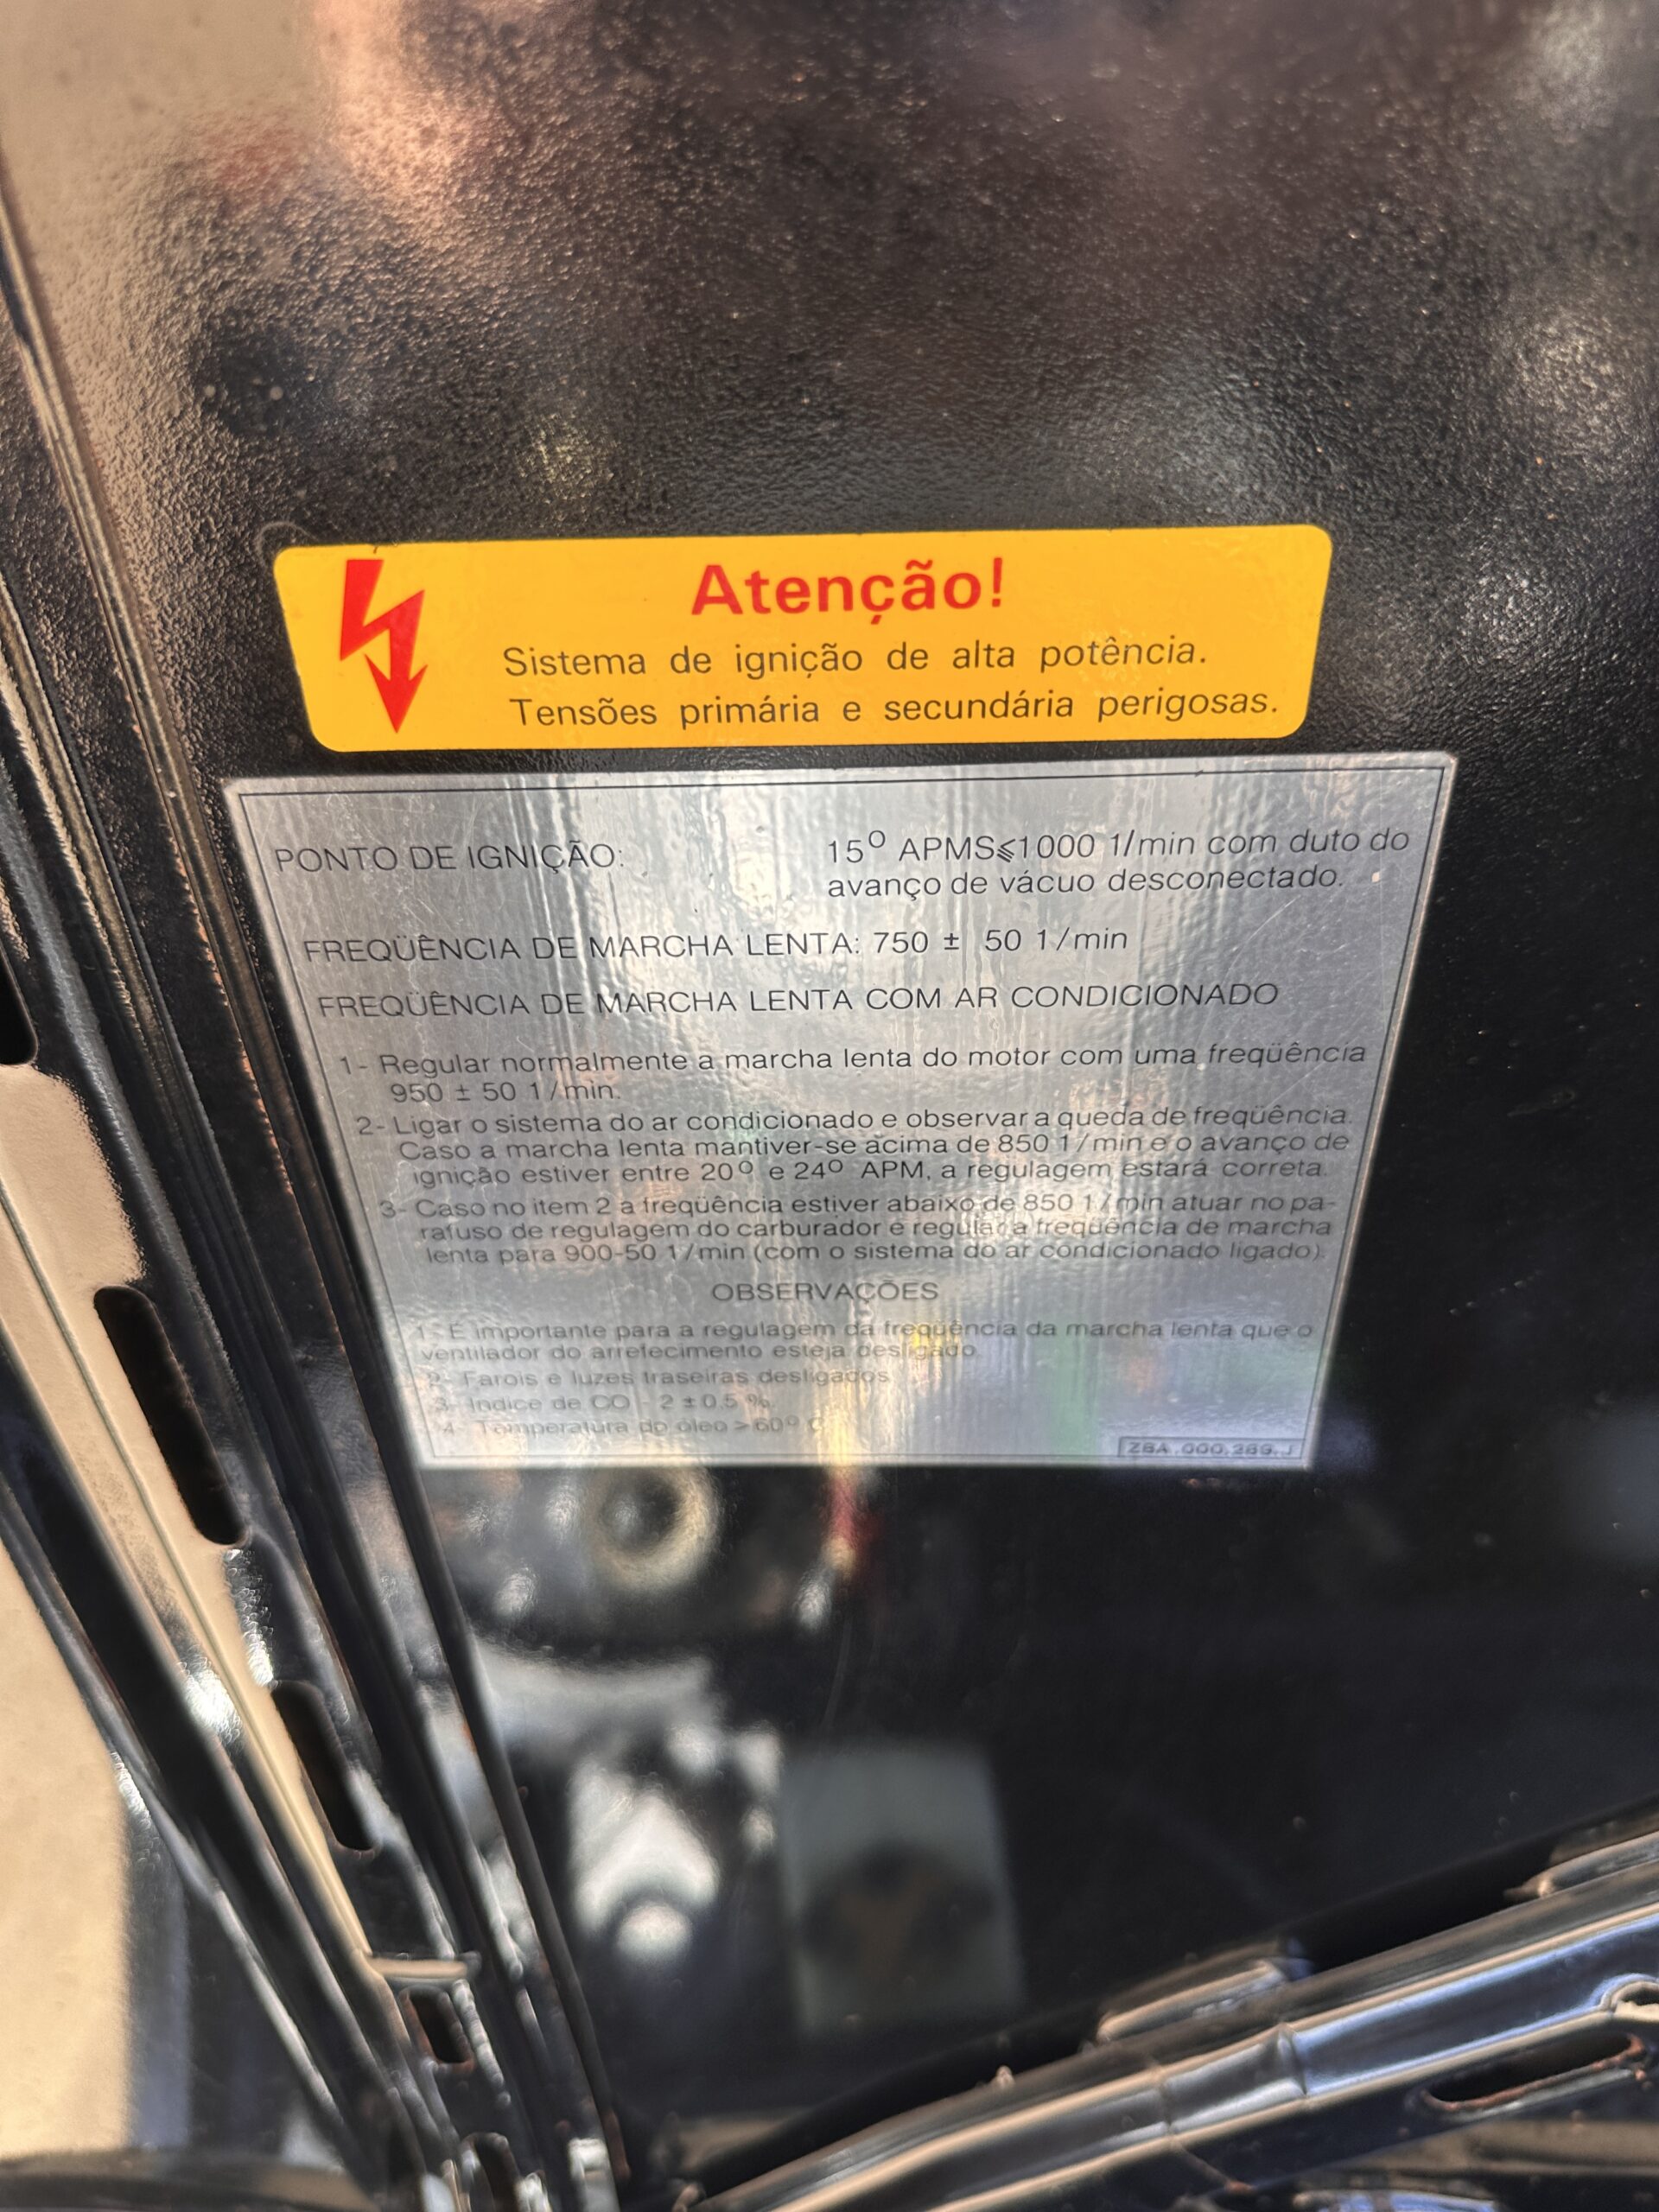 Atenção!
Sistema de ignição de alta potência.
Tensões primária e secundária perigosas.
PONTO DE IGNIÇÃO: 15º APMS⩽1000 1/min com duto do
avanço de vácuo desconectado.
FREQÜÊNCIA DE MARCHA LENTA: 750 ± 50 1/min
FREQÜÊNCIA DE MARCHA LENTA COM AR CONDICIONADO
1- Regular normalmente a marcha lenta do motor com uma freqüência
950 ± 50 1/min.
2- Ligar o sistema do ar condicionado e observar a queda de freqüência.
Caso a marcha lenta mantiver-se acima de 850 1/min e o avanço de
ignição estiver entre 20º e 24º APM, a regulagem estará correta.
3- Caso no item 2 a freqüência estiver abaixo de 850 1/min atuar no pa-
rafuso de regulagem do carburador e regular a freqüência de marcha
lenta para 900-50 1/min (com o sistema do ar condicionado ligado).
OBSERVAÇÕES
1- É importante para a regulagem da freqüência da marcha lenta que o
ventilador do arrefecimento esteja desligado.
2- Farois e luzes traseiras desligados
3- Indice de CO - 2 ± 0.5 %
4- Temperatura do óleo > 60º C
ZBA.000.289.J